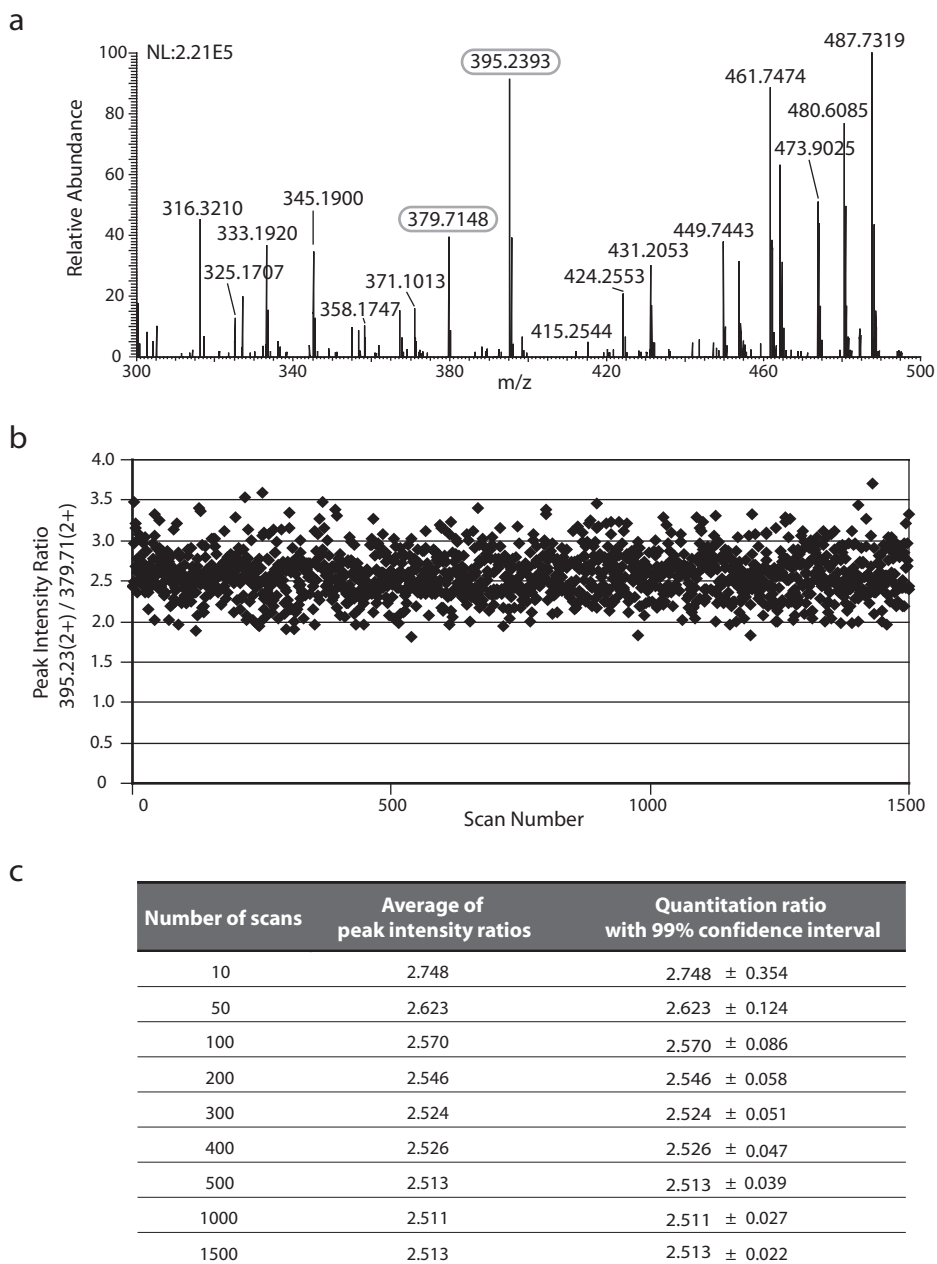 a
NL:2.21E5
Relative Abundance
100
80
60
40
20
0
316.3210
325.1707
333.1920
345.1900
358.1747
371.1013
379.7148
395.2393
415.2544
424.2553
431.2053
449.7443
461.7474
473.9025
480.6085
487.7319
300
340
380
420
460
500
m/z
b
Peak Intensity Ratio
395.23(2+) / 379.71(2+)
4.0
3.5
3.0
2.5
2.0
1.5
1.0
0.5
0
0
500
1000
1500
Scan Number
c
Number of scans
Average of
peak intensity ratios
Quantitation ratio
with 99% confidence interval
10 2.748 2.748 ± 0.354
50 2.623 2.623 ± 0.124
100 2.570 2.570 ± 0.086
200 2.546 2.546 ± 0.058
300 2.524 2.524 ± 0.051
400 2.526 2.526 ± 0.047
500 2.513 2.513 ± 0.039
1000 2.511 2.511 ± 0.027
1500 2.513 2.513 ± 0.022